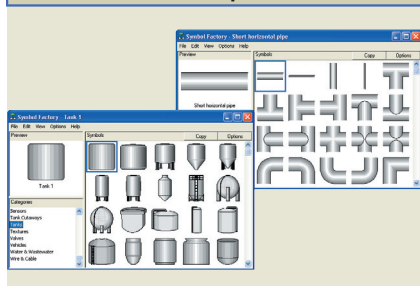 Symbol Factory - Short horizontal pipe
File Edit View Options Help
Preview
Symbols
Copy
Options
Short horizontal pipe
Symbol Factory - Tank 1
File Edit View Options Help
Preview
Symbols
Copy
Options
Tank 1
Categories
Sensors
Tank Cutaways
Tanks
Textures
Valves
Vehicles
Water & Wastewater
Wire & Cable